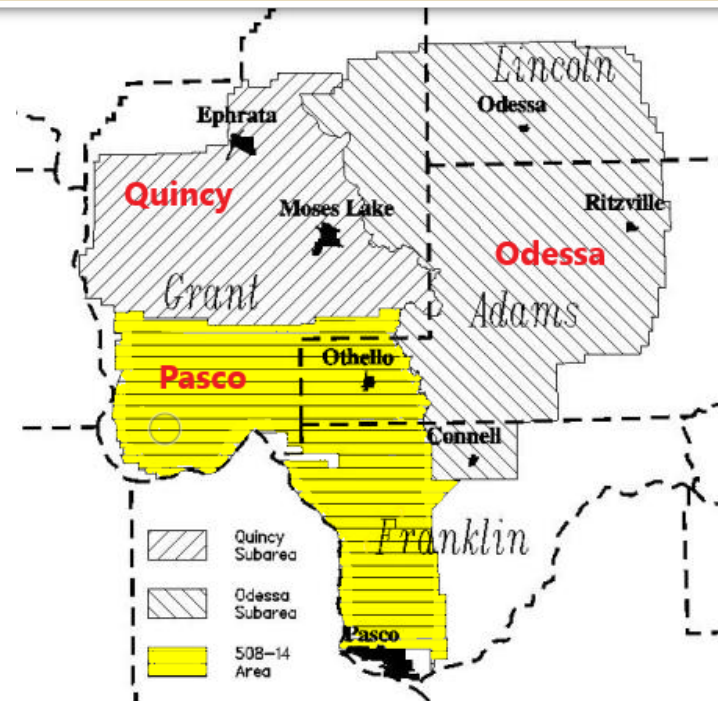 Lincoln
Odessa
Ephrata
Quincy
Moses Lake
Ritzville
Odessa
Grant
Adams
Othello
Pasco
Connell
Franklin
Quincy
Subarea
Odessa
Subarea
Pasco
508-14
Area